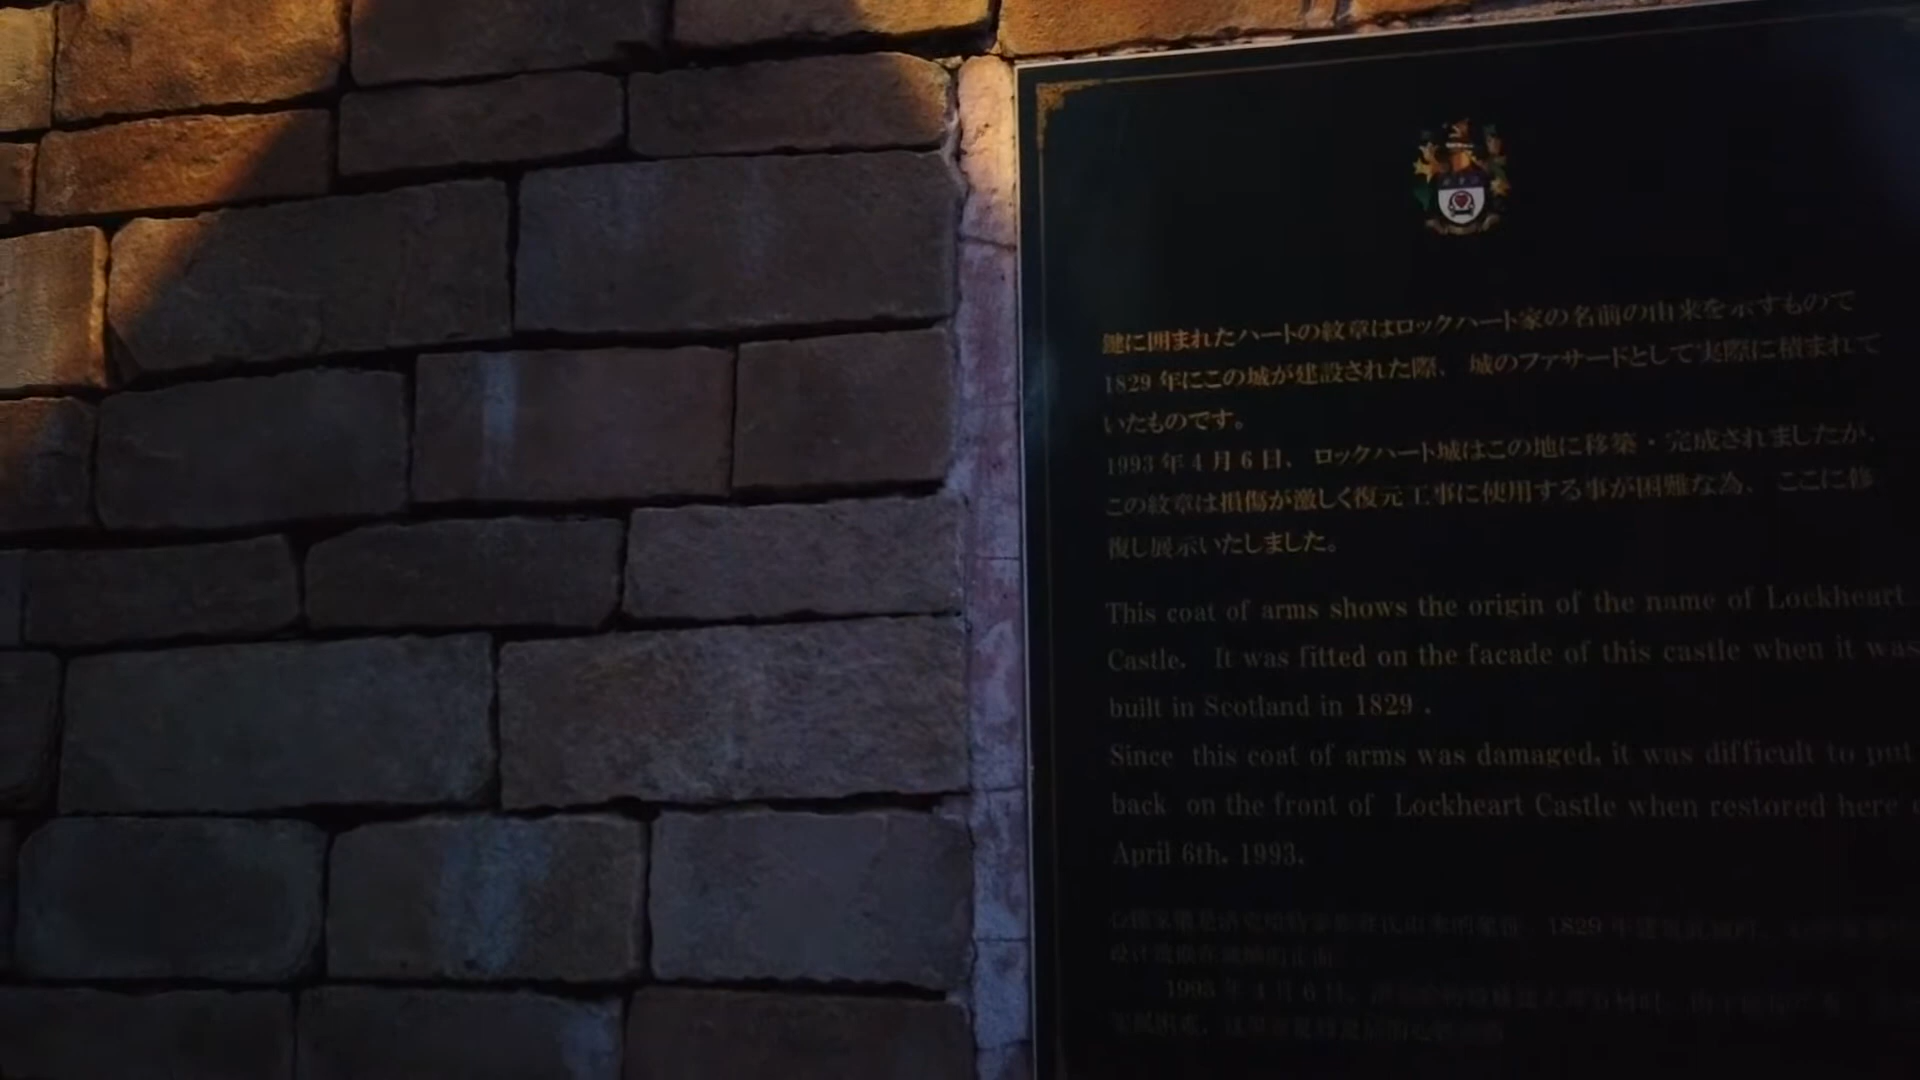 鍵に囲まれたハートの紋章はロックハート家の名前の由来を示すもので
1829 年にこの城が建設された際、城のファサードとして実際に植まれて
いたものです。
1993 年 4 月 6 日、ロックハート城はこの地に移築・完成されましたが、
この紋章は損傷が激しく復元工事に使用する事が困難な為、ここに修
復し展示いたしました。
This coat of arms shows the origin of the name of Lockheart
Castle. It was fitted on the facade of this castle when it was
built in Scotland in 1829 .
Since this coat of arms was damaged, it was difficult to put
back on the front of Lockheart Castle when restored here
April 6th, 1993.
1829 年
1993 年 4 月 6 日